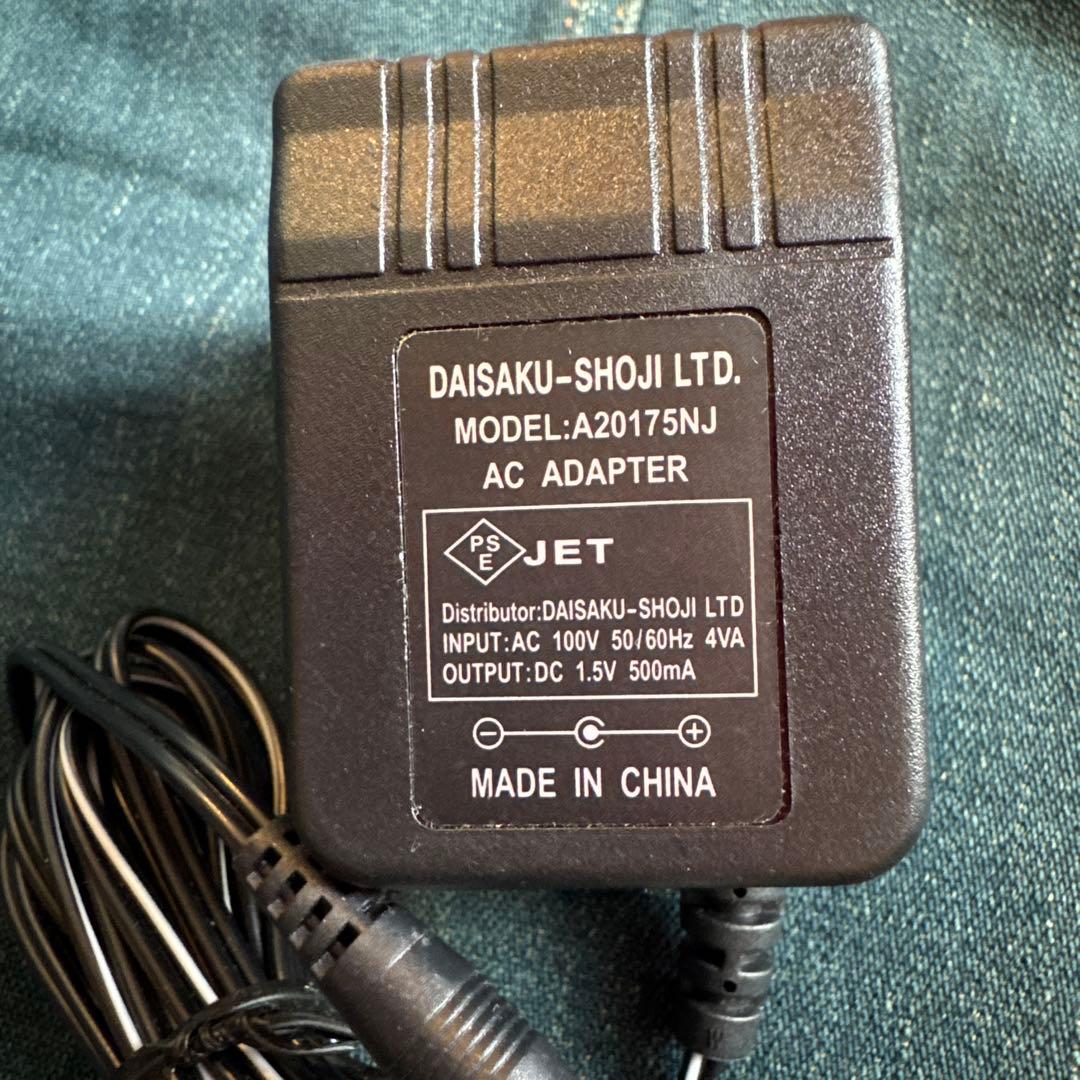 DAISAKU-SHOJI LTD.
MODEL:A20175NJ
AC ADAPTER
PS
E
JET
Distributor:DAISAKU-SHOJI LTD
INPUT:AC 100V 50/60Hz 4VA
OUTPUT:DC 1.5V 500mA
MADE IN CHINA